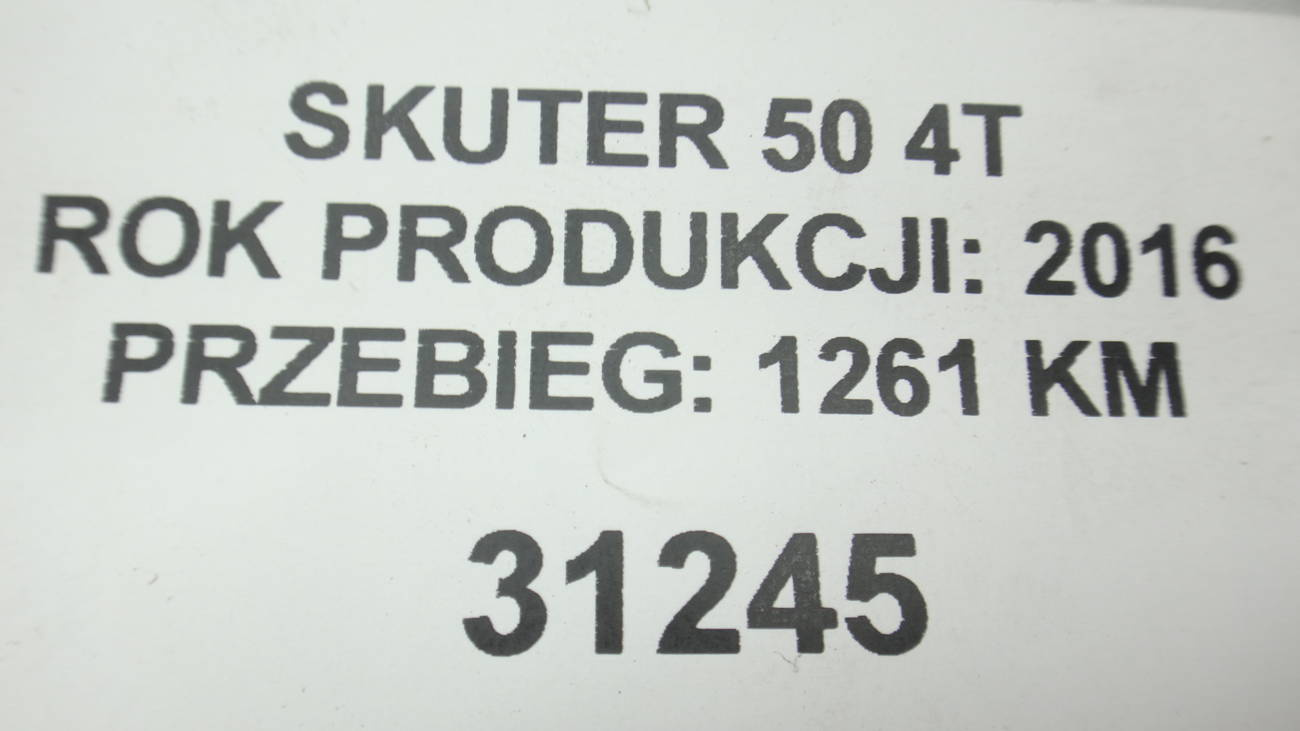 SKUTER 50 4T
ROK PRODUKCJI: 2016
PRZEBIEG: 1261 KM
31245